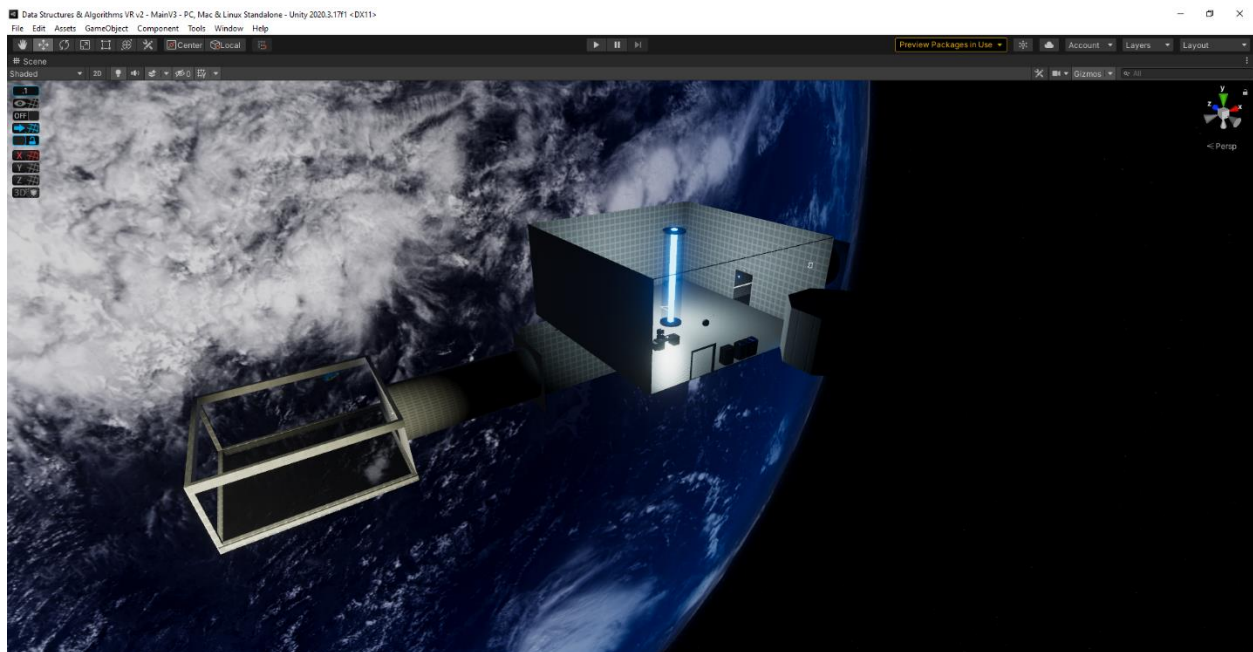 Data Structures & Algorithms VR v2 - MainV3 - PC, Mac & Linux Standalone - Unity 2020.3.17f1 <DX11>
File Edit Assets GameObject Component Tools Window Help
Center Local Preview Packages in Use Account Layers Layout
# Scene
Shaded 2D 0 Gizmos All
.1
OFF
X
Y
Z
3D
y
z x
< Persp